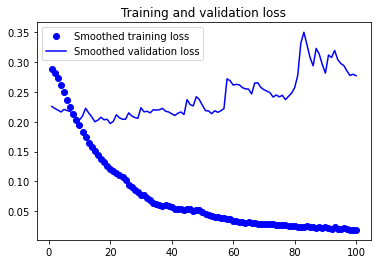 Training and validation loss
Smoothed training loss
Smoothed validation loss
0.35
0.30
0.25
0.20
0.15
0.10
0.05
0 20 40 60 80 100